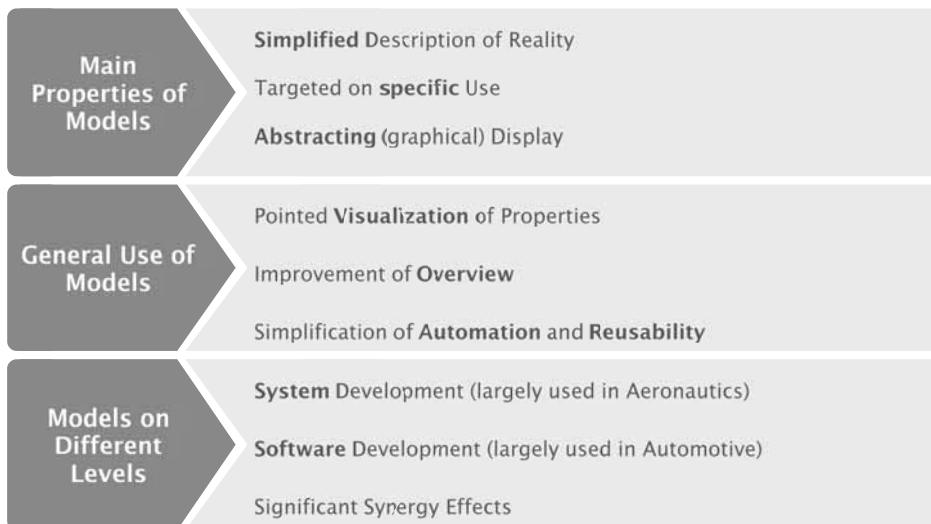 Main
Properties of
Models
Simplified Description of Reality
Targeted on specific Use
Abstracting (graphical) Display
General Use of
Models
Pointed Visualization of Properties
Improvement of Overview
Simplification of Automation and Reusability
Models on
Different
Levels
System Development (largely used in Aeronautics)
Software Development (largely used in Automotive)
Significant Synergy Effects